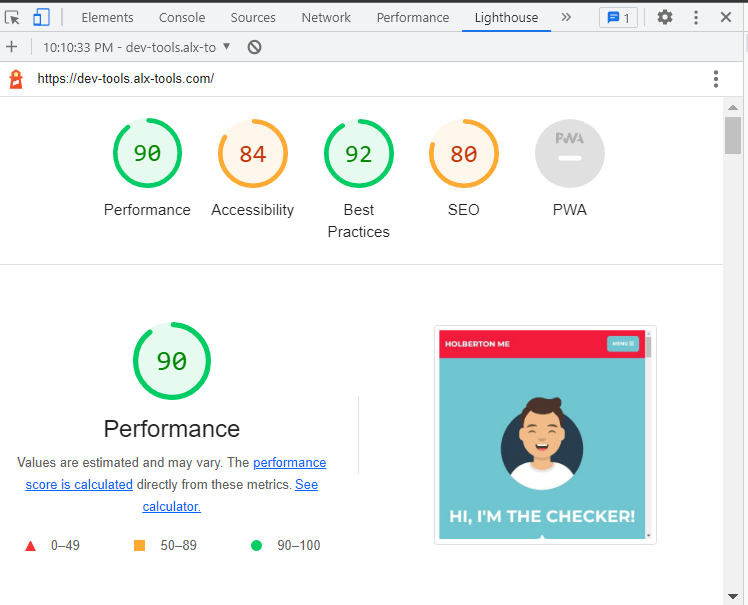 Elements Console Sources Network Performance Lighthouse » 1
10:10:33 PM - dev-tools.alx-to
https://dev-tools.alx-tools.com/
90 84 92 80 PWA
Performance Accessibility Best Practices SEO PWA
90
Performance
Values are estimated and may vary. The performance
score is calculated directly from these metrics. See
calculator.
0–49 50–89 90–100
HOLBERTON ME MENU
HI, I'M THE CHECKER!